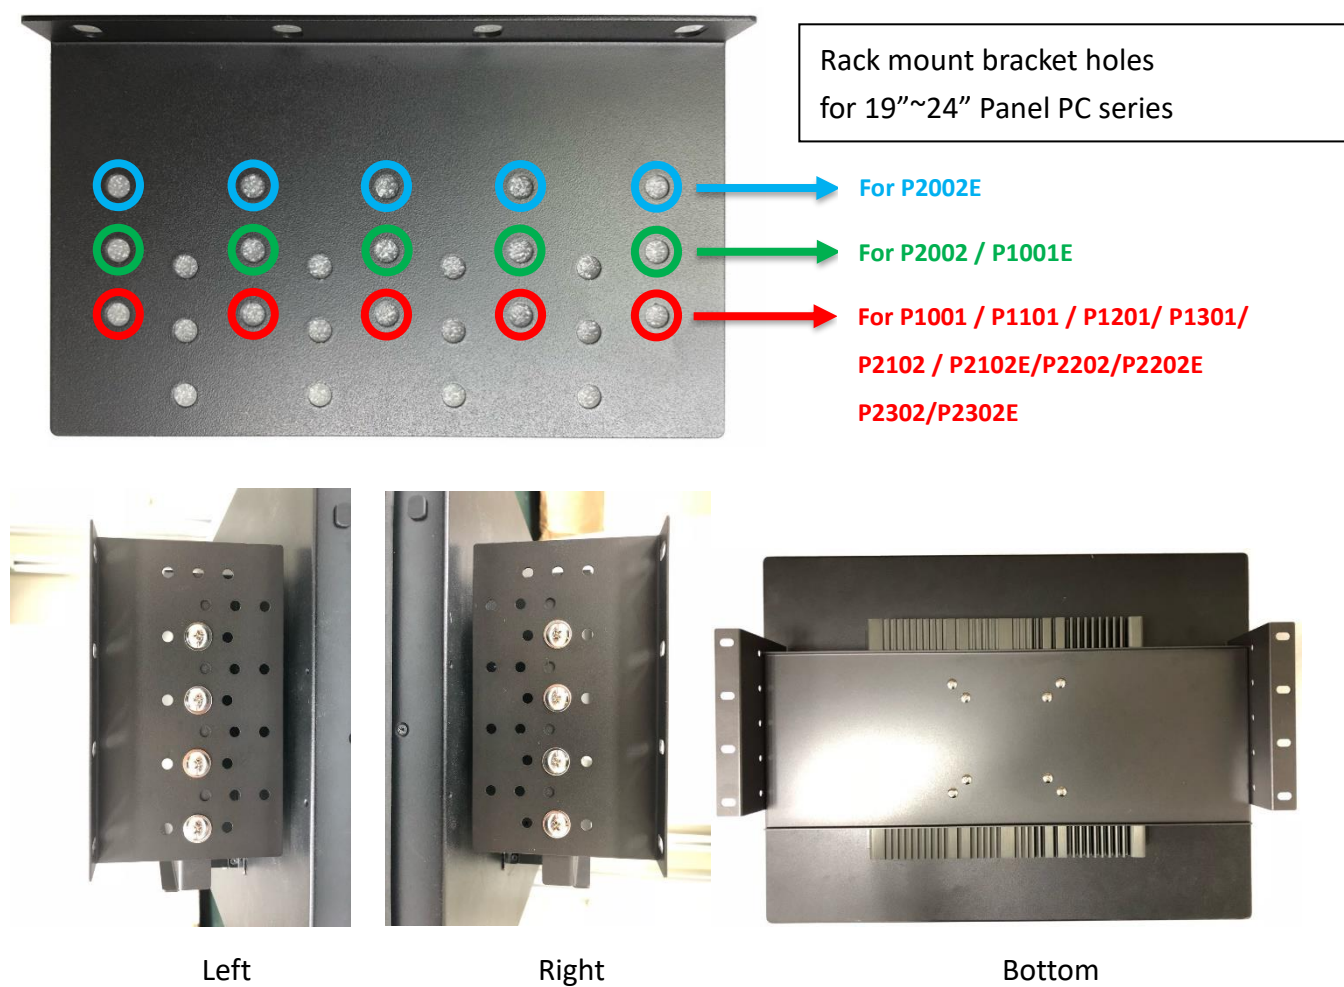 Rack mount bracket holes
for 19”~24” Panel PC series
For P2002E
For P2002 / P1001E
For P1001 / P1101 / P1201/ P1301/
P2102 / P2102E/P2202/P2202E
P2302/P2302E
Left
Right
Bottom